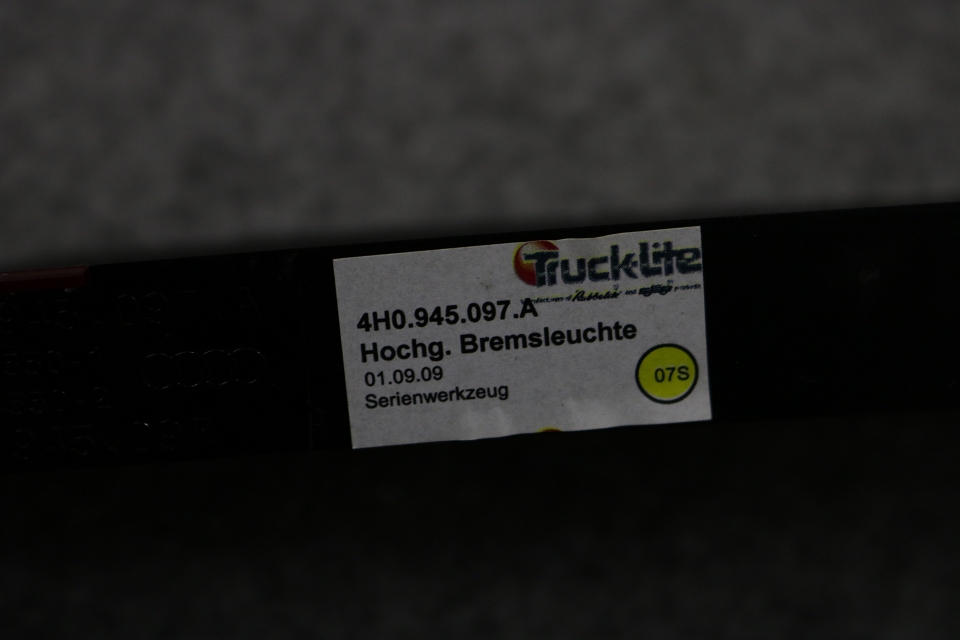 Truck-Lite
4H0.945.097.A
Hochg. Bremsleuchte
01.09.09
Serienwerkzeug
07S